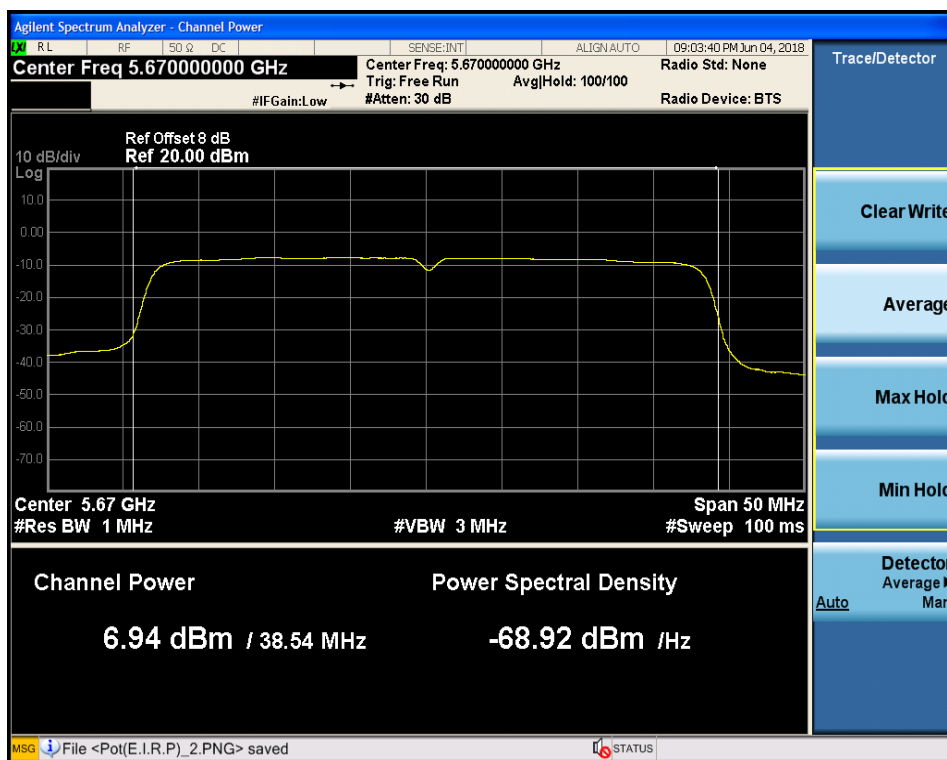 Agilent Spectrum Analyzer - Channel Power
LXI RL RF 50 Ω DC SENSE:INT ALIGN AUTO 09:03:40 PM Jun 04, 2018
Center Freq 5.670000000 GHz
Center Freq: 5.670000000 GHz
Radio Std: None
Trig: Free Run Avg|Hold: 100/100
#IFGain:Low
#Atten: 30 dB
Radio Device: BTS
Ref Offset 8 dB
10 dB/div Ref 20.00 dBm
Log
10.0
0.00
-10.0
-20.0
-30.0
-40.0
-50.0
-60.0
-70.0
Center 5.67 GHz Span 50 MHz
#Res BW 1 MHz #VBW 3 MHz #Sweep 100 ms
Channel Power
Power Spectral Density
6.94 dBm / 38.54 MHz
-68.92 dBm /Hz
MSG File <Pot(E.I.R.P)_2.PNG> saved STATUS
Trace/Detector
Clear Write
Average
Max Hold
Min Hold
Detector
Average
Auto Man